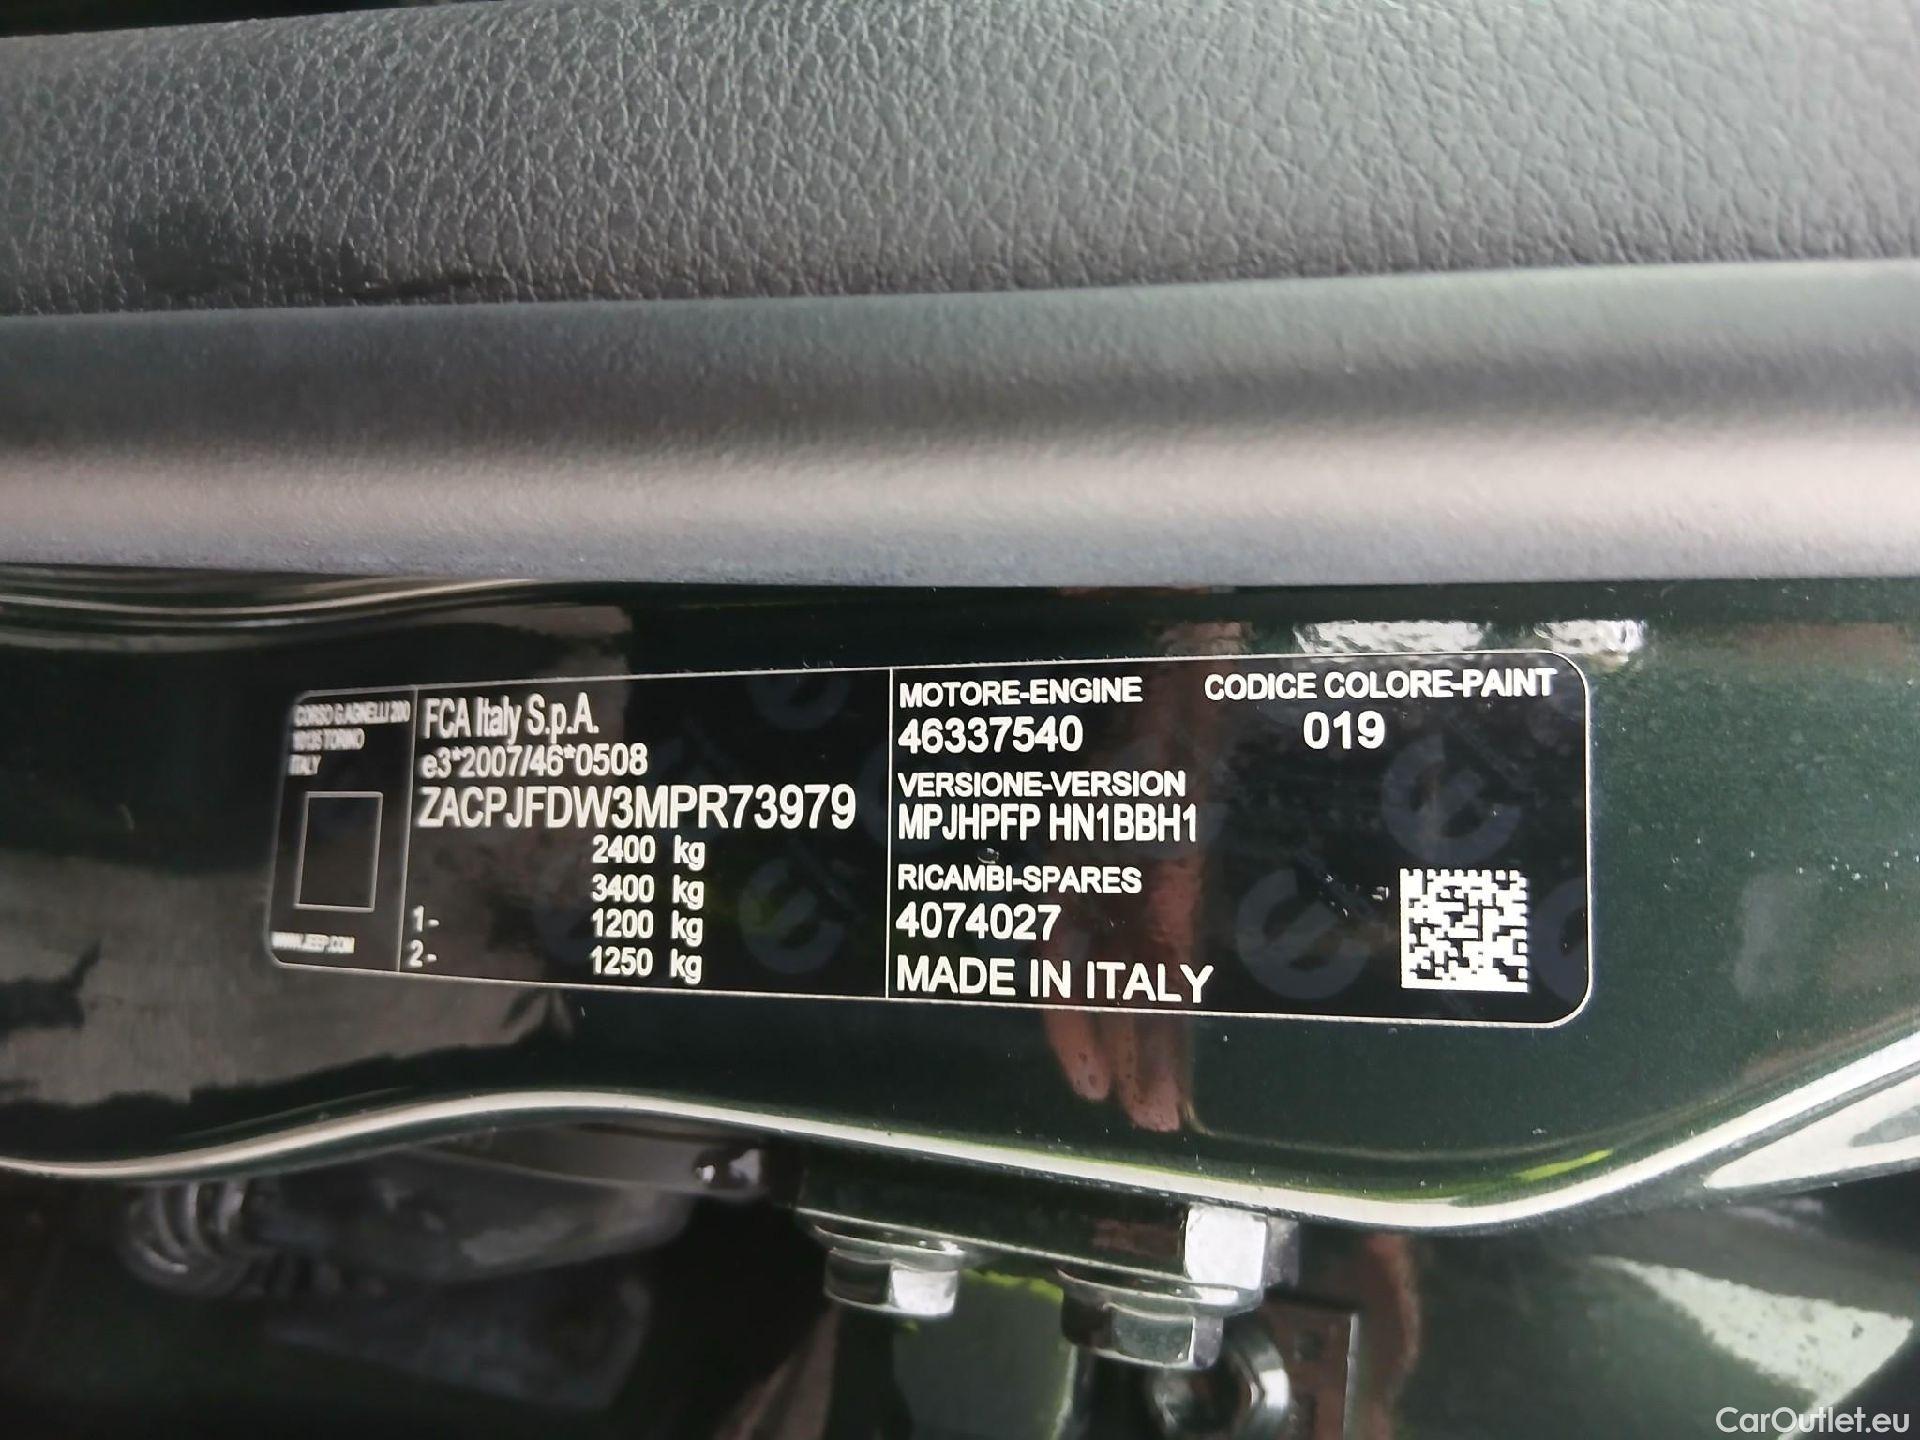 CORSO G.AGNELLI 200
10135 TORINO
ITALY
WWW.JEEP.COM
FCA Italy S.p.A.
e3*2007/46*0508
ZACPJFDW3MPR73979
2400 kg
3400 kg
1- 1200 kg
2- 1250 kg
MOTORE-ENGINE
46337540
VERSIONE-VERSION
MPJHPFP HN1BBH1
RICAMBI-SPARES
4074027
MADE IN ITALY
CODICE COLORE-PAINT
019
CarOutlet.eu